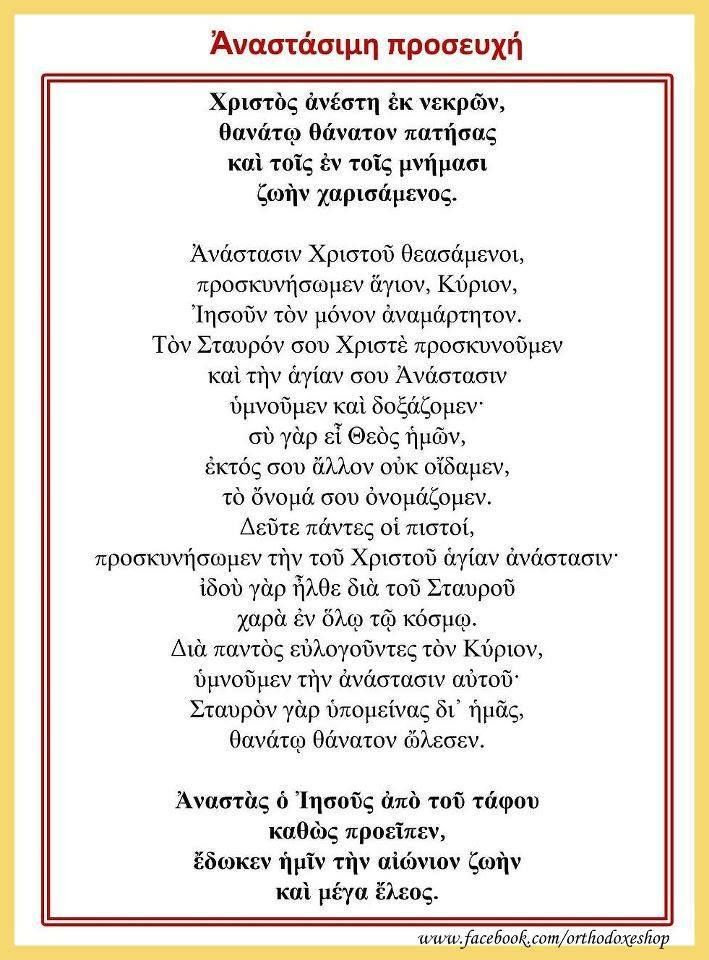 Ἀναστάσιμη προσευχή
Χριστὸς ἀνέστη ἐκ νεκρῶν,
θανάτῳ θάνατον πατήσας
καὶ τοῖς ἐν τοῖς μνήμασι
ζωὴν χαρισάμενος.
Ἀνάστασιν Χριστοῦ θεασάμενοι,
προσκυνήσωμεν ἅγιον, Κύριον,
Ἰησοῦν τὸν μόνον ἀναμάρτητον.
Τὸν Σταυρόν σου Χριστὲ προσκυνοῦμεν
καὶ τὴν ἁγίαν σου Ἀνάστασιν
ὑμνοῦμεν καὶ δοξάζομεν·
σὺ γὰρ εἶ Θεὸς ἡμῶν,
ἐκτός σου ἄλλον οὐκ οἴδαμεν,
τὸ ὄνομά σου ὀνομάζομεν.
Δεῦτε πάντες οἱ πιστοί,
προσκυνήσωμεν τὴν τοῦ Χριστοῦ ἁγίαν ἀνάστασιν·
ἰδοὺ γὰρ ἦλθε διὰ τοῦ Σταυροῦ
χαρὰ ἐν ὅλῳ τῷ κόσμῳ.
Διὰ παντὸς εὐλογοῦντες τὸν Κύριον,
ὑμνοῦμεν τὴν ἀνάστασιν αὐτοῦ·
Σταυρὸν γὰρ ὑπομείνας δι᾽ ἡμᾶς,
θανάτῳ θάνατον ὤλεσεν.
Ἀναστὰς ὁ Ἰησοῦς ἀπὸ τοῦ τάφου
καθὼς προεῖπεν,
ἔδωκεν ἡμῖν τὴν αἰώνιον ζωὴν
καὶ μέγα ἔλεος.
www.facebook.com/orthodoxeshop